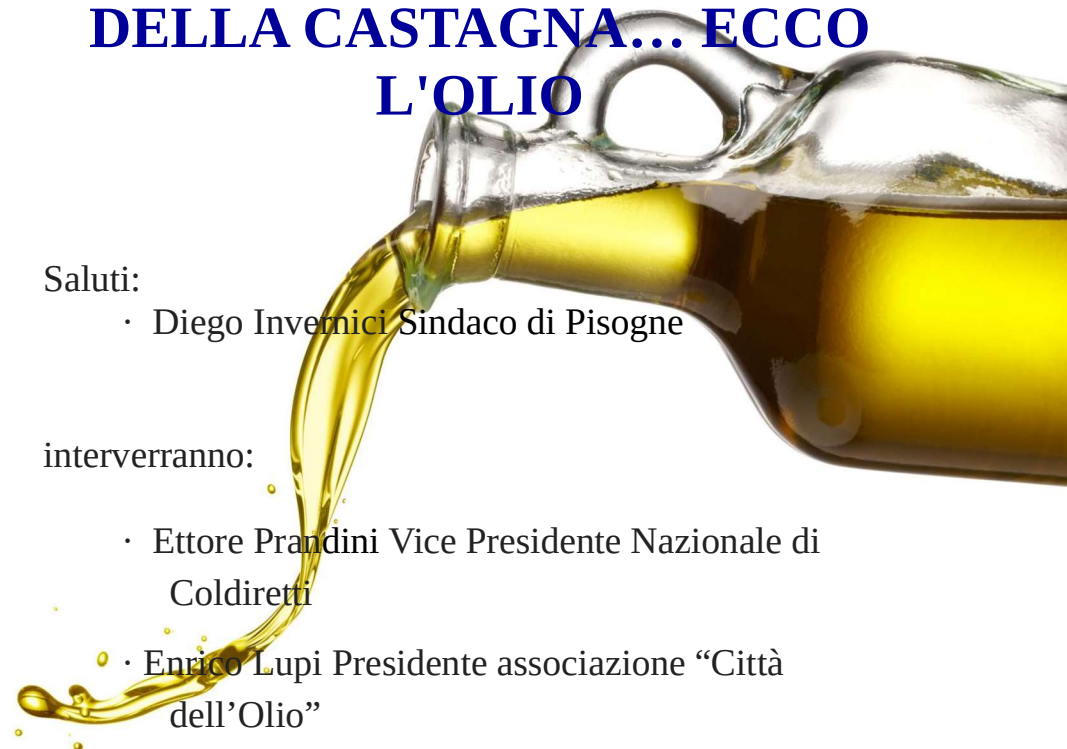 DELLA CASTAGNA… ECCO
L'OLIO
Saluti:
· Diego Invernici Sindaco di Pisogne
interverranno:
· Ettore Prandini Vice Presidente Nazionale di
Coldiretti
· Enrico Lupi Presidente associazione “Città
dell’Olio”